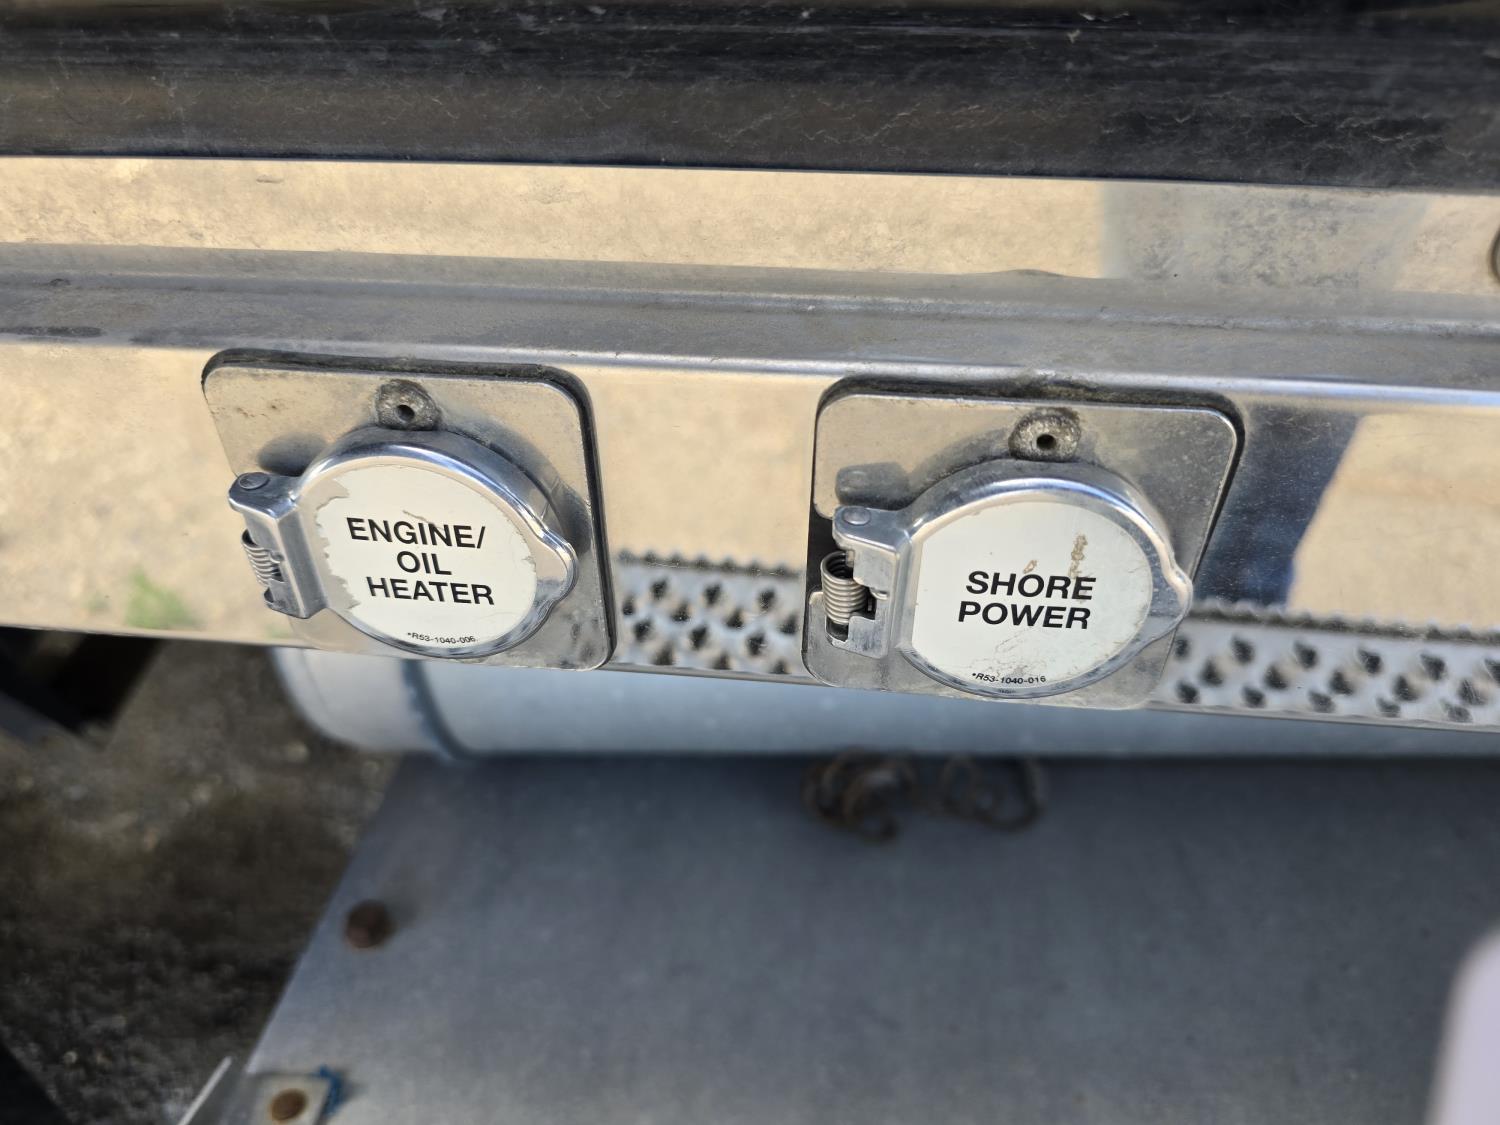 ENGINE/
OIL
HEATER
*R53-1040-006
SHORE
POWER
*R53-1040-016